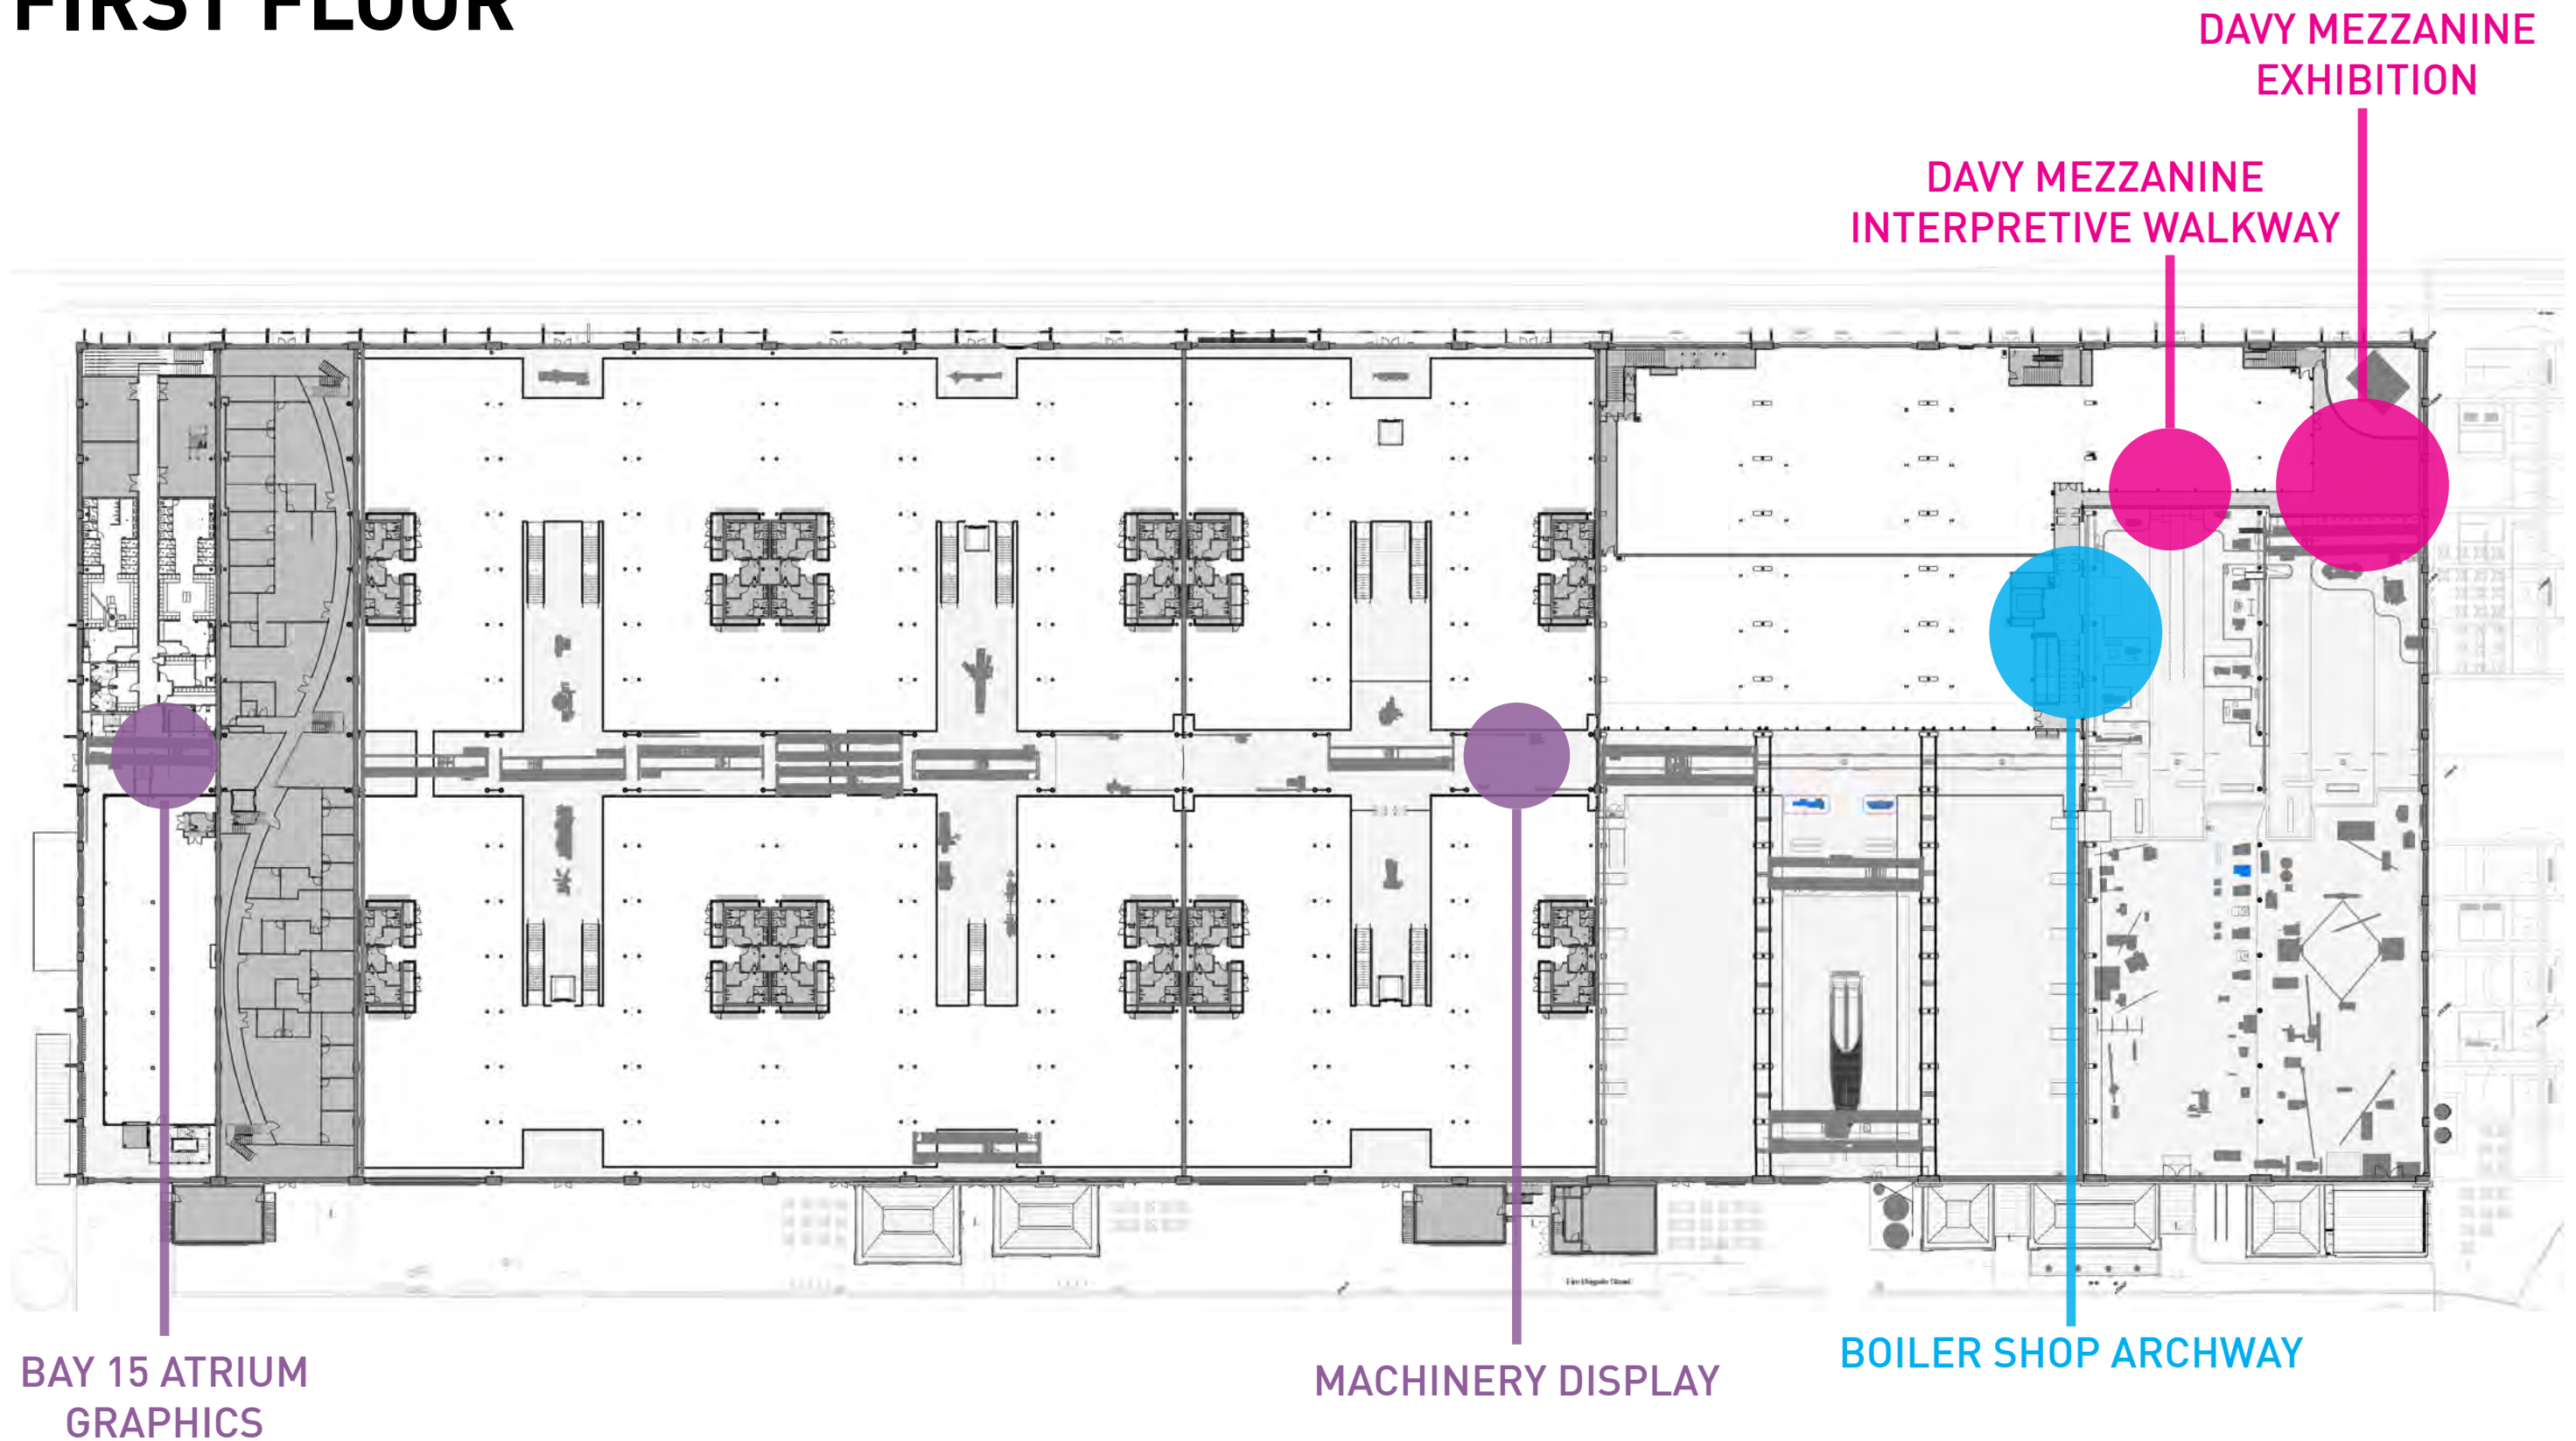 FIRST FLOOR
DAVY MEZZANINE
EXHIBITION
DAVY MEZZANINE
INTERPRETIVE WALKWAY
BAY 15 ATRIUM
GRAPHICS
MACHINERY DISPLAY
BOILER SHOP ARCHWAY